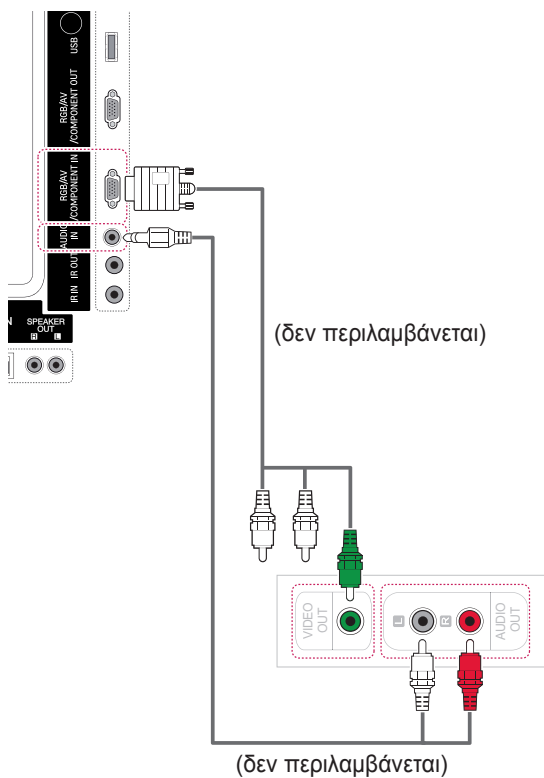 USB
RGB/AV
/COMPONENT OUT
RGB/AV
/COMPONENT IN
AUDIO
IN
IR OUT
IR IN
SPEAKER
OUT
R L
(δεν περιλαμβάνεται)
VIDEO
OUT
L
R
AUDIO
OUT
(δεν περιλαμβάνεται)